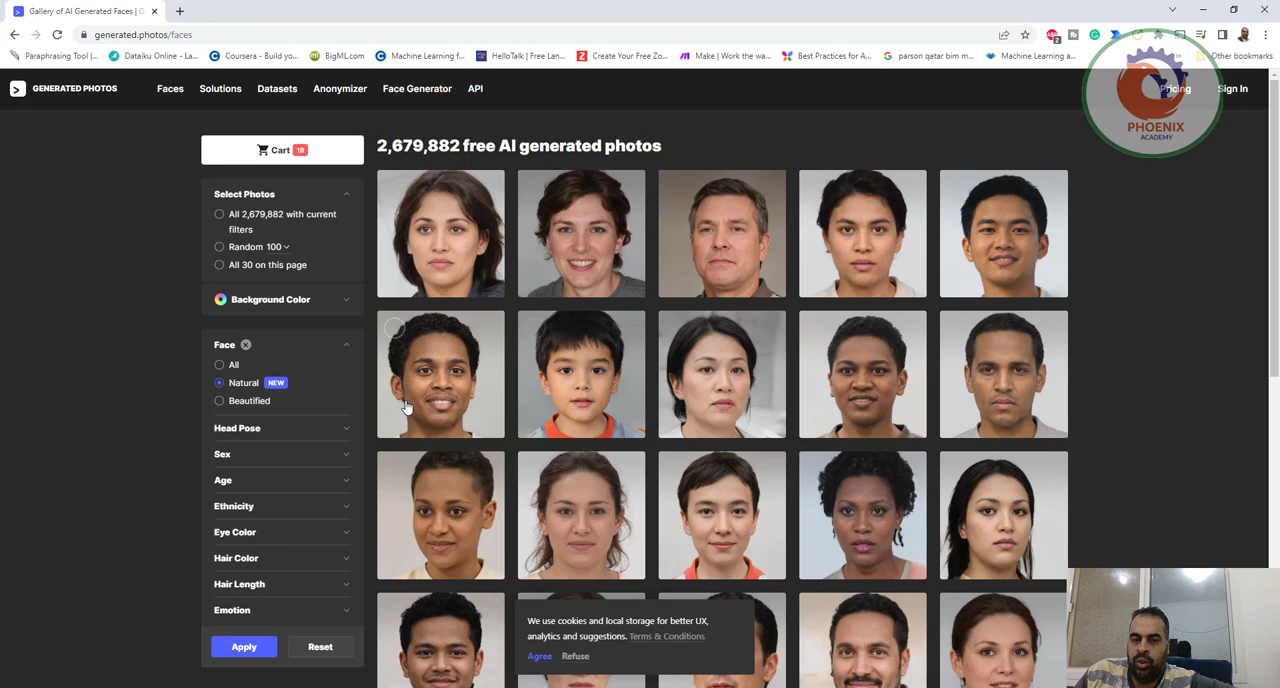 Gallery of AI Generated Faces | G
generated.photos/faces
2
Paraphrasing Tool |...
Dataiku Online - La...
Coursera - Build yo...
BigML.com
Machine Learning f...
HelloTalk | Free Lan...
Create Your Free Zo...
Make | Work the wa...
Best Practices for A...
parson qatar bim m...
Machine Learning a...
Other bookmarks
GENERATED PHOTOS
Faces
Solutions
Datasets
Anonymizer
Face Generator
API
Pricing
Sign In
PHOENIX
ACADEMY
Cart 19
2,679,882 free AI generated photos
Select Photos
All 2,679,882 with current
filters
Random 100
All 30 on this page
Background Color
Face
All
Natural NEW
Beautified
Head Pose
Sex
Age
Ethnicity
Eye Color
Hair Color
Hair Length
Emotion
Apply
Reset
We use cookies and local storage for better UX,
analytics and suggestions. Terms & Conditions
Agree Refuse